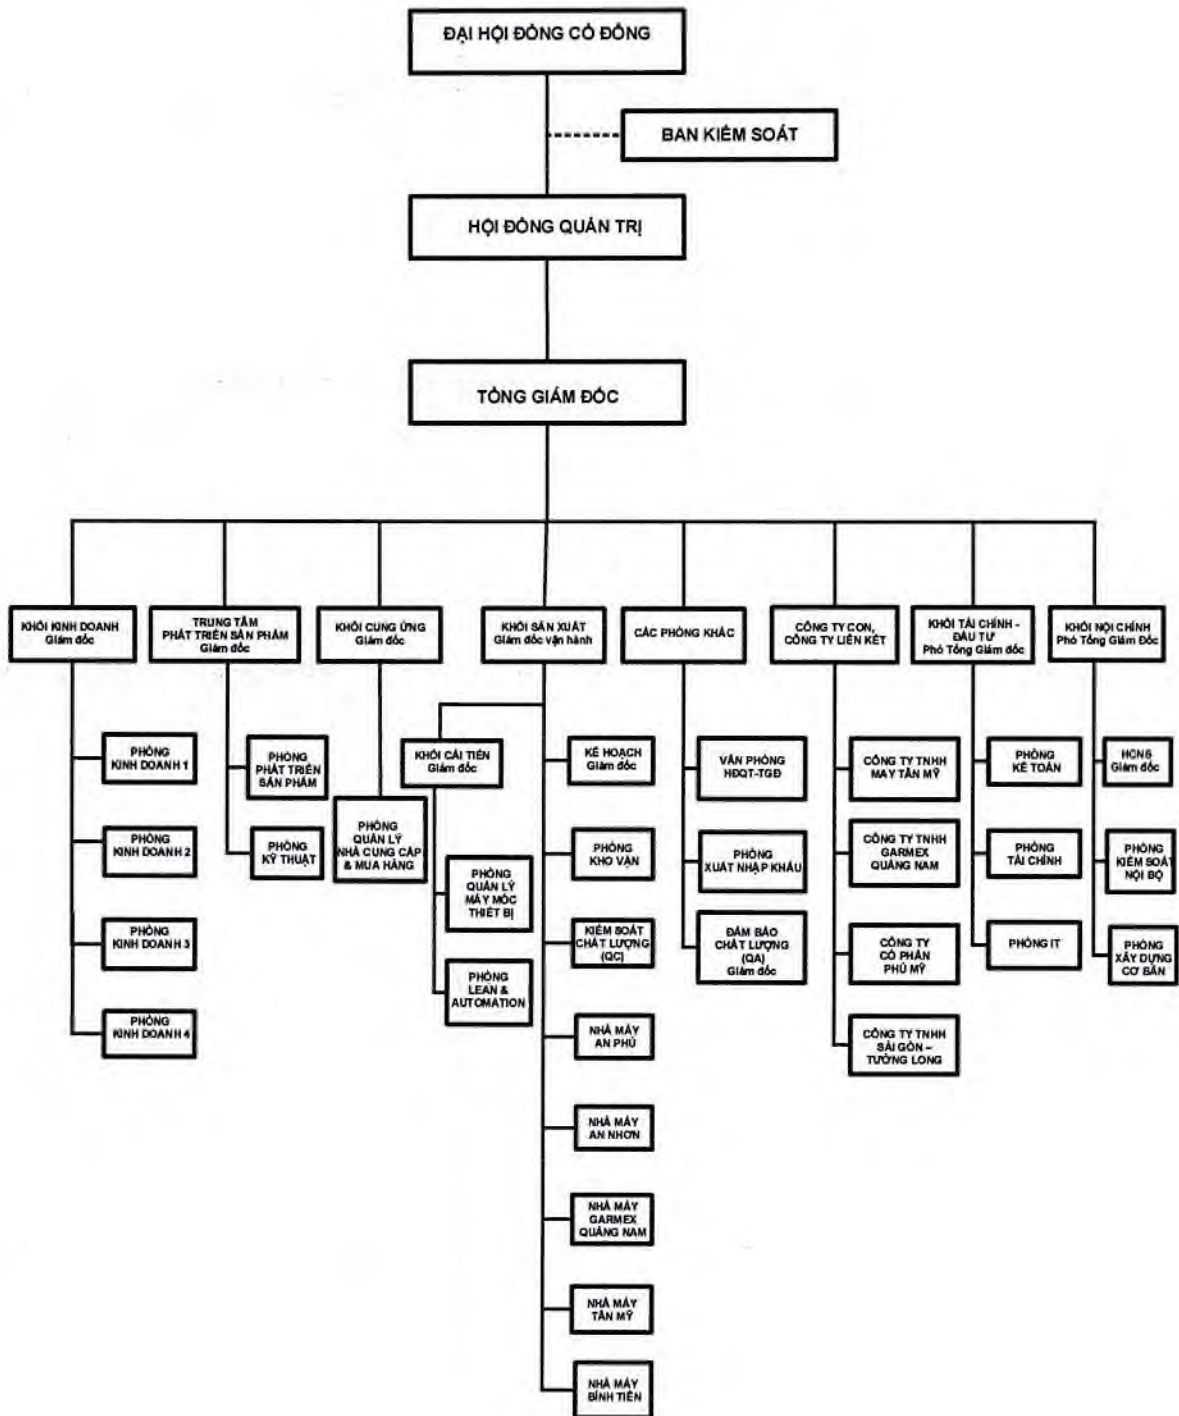 ĐẠI HỘI ĐỒNG CỔ ĐÔNG
BAN KIỂM SOÁT
HỘI ĐỒNG QUẢN TRỊ
TỔNG GIÁM ĐỐC
KHỐI KINH DOANH
Giám đốc
TRUNG TÂM
PHÁT TRIỂN SẢN PHẨM
Giám đốc
KHỐI CUNG ỨNG
Giám đốc
KHỐI SẢN XUẤT
Giám đốc vận hành
CÁC PHÒNG KHÁC
CÔNG TY CON,
CÔNG TY LIÊN KẾT
KHỐI TÀI CHÍNH -
ĐẦU TƯ
Phó Tổng Giám đốc
KHỐI NỘI CHÍNH
Phó Tổng Giám Đốc
PHÒNG
KINH DOANH 1
PHÒNG
KINH DOANH 2
PHÒNG
KINH DOANH 3
PHÒNG
KINH DOANH 4
PHÒNG
PHÁT TRIỂN
SẢN PHẨM
PHÒNG
KỸ THUẬT
PHÒNG
QUẢN LÝ
NHÀ CUNG CẤP
& MUA HÀNG
KHỐI CẢI TIẾN
Giám đốc
PHÒNG
QUẢN LÝ
MÁY MÓC
THIẾT BỊ
PHÒNG
LEAN &
AUTOMATION
KẾ HOẠCH
Giám đốc
PHÒNG
KHO VẬN
KIỂM SOÁT
CHẤT LƯỢNG
(QC)
NHÀ MÁY
AN PHÚ
NHÀ MÁY
AN NHƠN
NHÀ MÁY
GARMEX
QUẢNG NAM
NHÀ MÁY
TÂN MỸ
NHÀ MÁY
BÌNH TIÊN
VĂN PHÒNG
HĐQT-TGĐ
PHÒNG
XUẤT NHẬP KHẨU
ĐẢM BẢO
CHẤT LƯỢNG
(QA)
Giám đốc
CÔNG TY TNHH
MAY TÂN MỸ
CÔNG TY TNHH
GARMEX
QUẢNG NAM
CÔNG TY
CỔ PHẦN
PHÚ MỸ
CÔNG TY TNHH
SÀI GÒN –
TƯỜNG LONG
PHÒNG
KẾ TOÁN
PHÒNG
TÀI CHÍNH
PHÒNG IT
HCNS
Giám đốc
PHÒNG
KIỂM SOÁT
NỘI BỘ
PHÒNG
XÂY DỰNG
CƠ BẢN